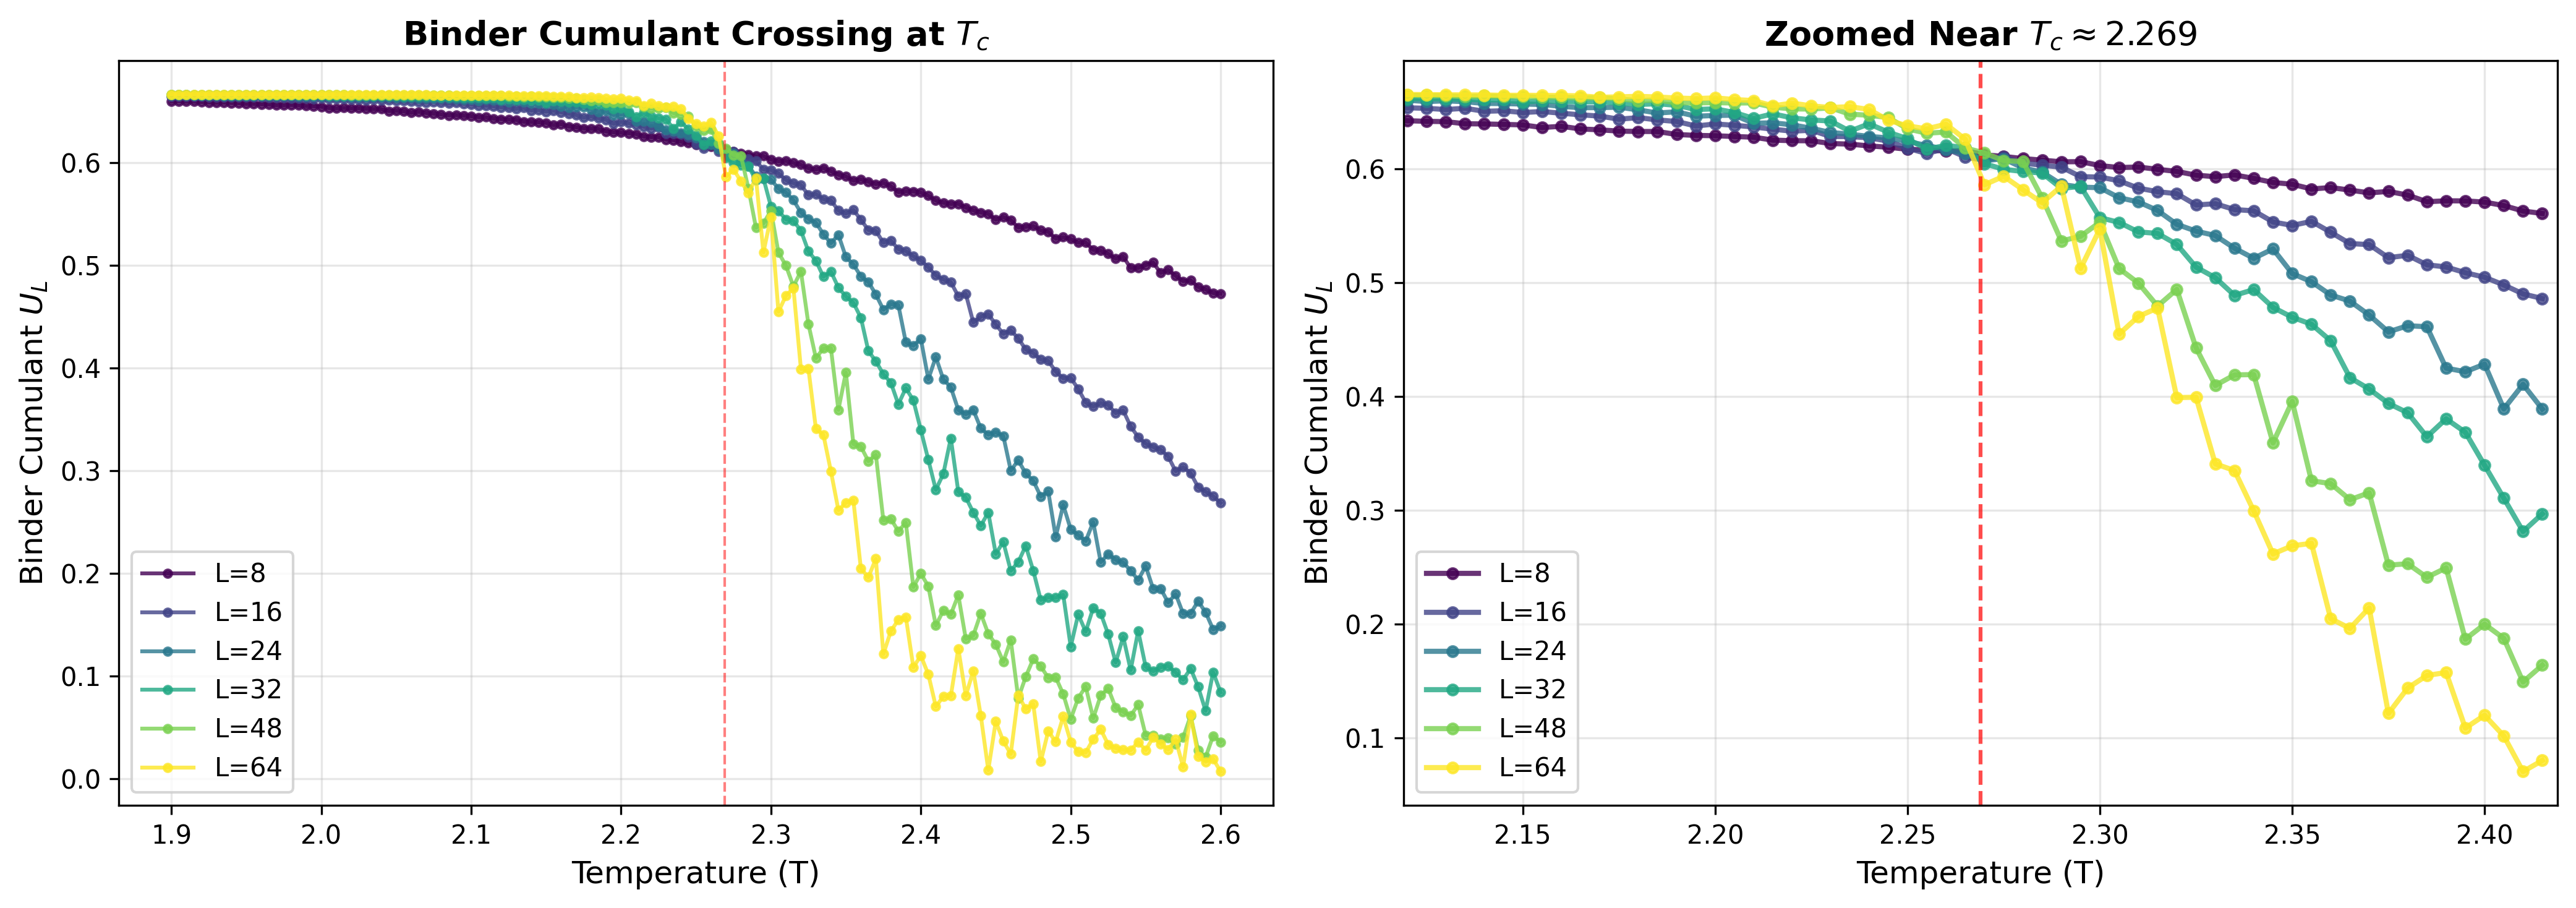 Binder Cumulant Crossing at $T_c$
Binder Cumulant $U_L$
0.6
0.5
0.4
0.3
0.2
0.1
0.0
L=8
L=16
L=24
L=32
L=48
L=64
1.9 2.0 2.1 2.2 2.3 2.4 2.5 2.6
Temperature (T)
Zoomed Near $T_c \approx 2.269$
Binder Cumulant $U_L$
0.6
0.5
0.4
0.3
0.2
0.1
L=8
L=16
L=24
L=32
L=48
L=64
2.15 2.20 2.25 2.30 2.35 2.40
Temperature (T)